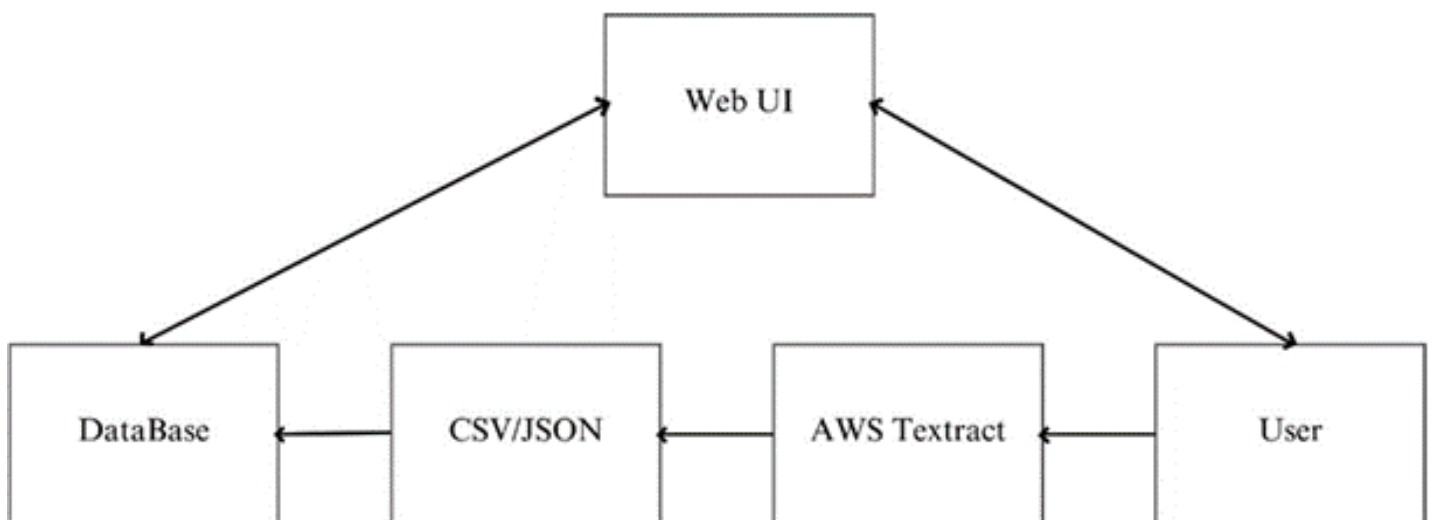 Web UI
DataBase
CSV/JSON
AWS Textract
User